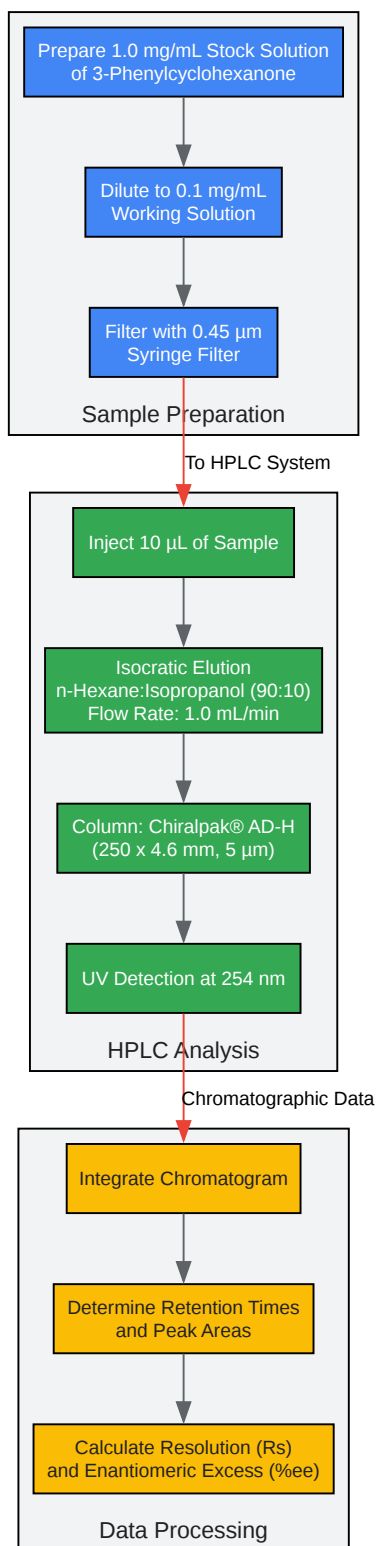 Prepare 1.0 mg/mL Stock Solution
of 3-Phenylcyclohexanone
Dilute to 0.1 mg/mL
Working Solution
Filter with 0.45 µm
Syringe Filter
Sample Preparation
To HPLC System
Inject 10 µL of Sample
Isocratic Elution
n-Hexane:Isopropanol (90:10)
Flow Rate: 1.0 mL/min
Column: Chiralpak® AD-H
(250 x 4.6 mm, 5 µm)
UV Detection at 254 nm
HPLC Analysis
Chromatographic Data
Integrate Chromatogram
Determine Retention Times
and Peak Areas
Calculate Resolution (Rs)
and Enantiomeric Excess (%ee)
Data Processing